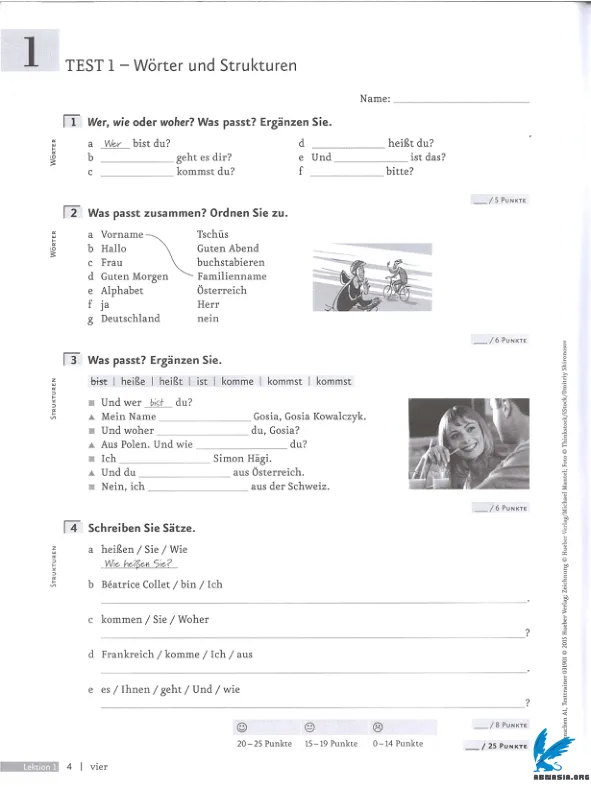 1
TEST 1 – Wörter und Strukturen
Name: ____________
1 Wer, wie oder woher? Was passt? Ergänzen Sie.
WÖRTER
a Wer bist du?
b ____________ geht es dir?
c ____________ kommst du?
d ____________ heißt du?
e Und ____________ ist das?
f ____________ bitte?
___ / 5 PUNKTE
2 Was passt zusammen? Ordnen Sie zu.
WÖRTER
a Vorname Tschüs
b Hallo Guten Abend
c Frau buchstabieren
d Guten Morgen Familienname
e Alphabet Österreich
f ja Herr
g Deutschland nein
___ / 6 PUNKTE
3 Was passt? Ergänzen Sie.
STRUKTUREN
bist | heiße | heißt | ist | komme | kommst | kommst
■ Und wer bist du?
▲ Mein Name ____________ Gosia, Gosia Kowalczyk.
■ Und woher ____________ du, Gosia?
▲ Aus Polen. Und wie ____________ du?
■ Ich ____________ Simon Hägi.
▲ Und du ____________ aus Österreich.
■ Nein, ich ____________ aus der Schweiz.
___ / 6 PUNKTE
4 Schreiben Sie Sätze.
STRUKTUREN
a heißen / Sie / Wie
Wie heißen Sie?
b Béatrice Collet / bin / Ich
____________.
c kommen / Sie / Woher
____________?
d Frankreich / komme / Ich / aus
____________.
e es / Ihnen / geht / Und / wie
____________?
___ / 8 PUNKTE
20–25 Punkte 15–19 Punkte 0–14 Punkte
___ / 25 PUNKTE
Lektion 1 4 | vier
A1, Testtrainer 031901 © 2015 Hueber Verlag; Zeichnung © Hueber Verlag/Michael Mantel; Foto © Thinkstock/iStock/Dmitriy Shironosov
ABMASIA.ORG